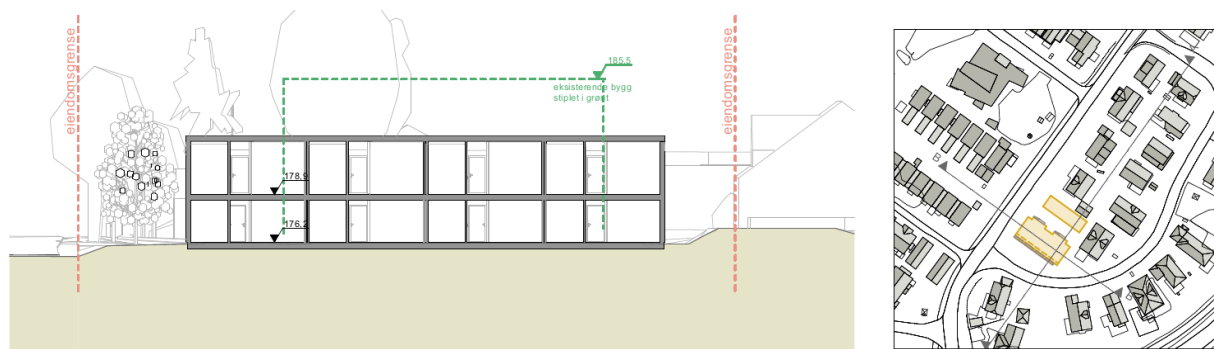 eiendomsgrense
185,5
eksisterende bygg
stiplet i grønt
eiendomsgrense
178,9
176,2
B